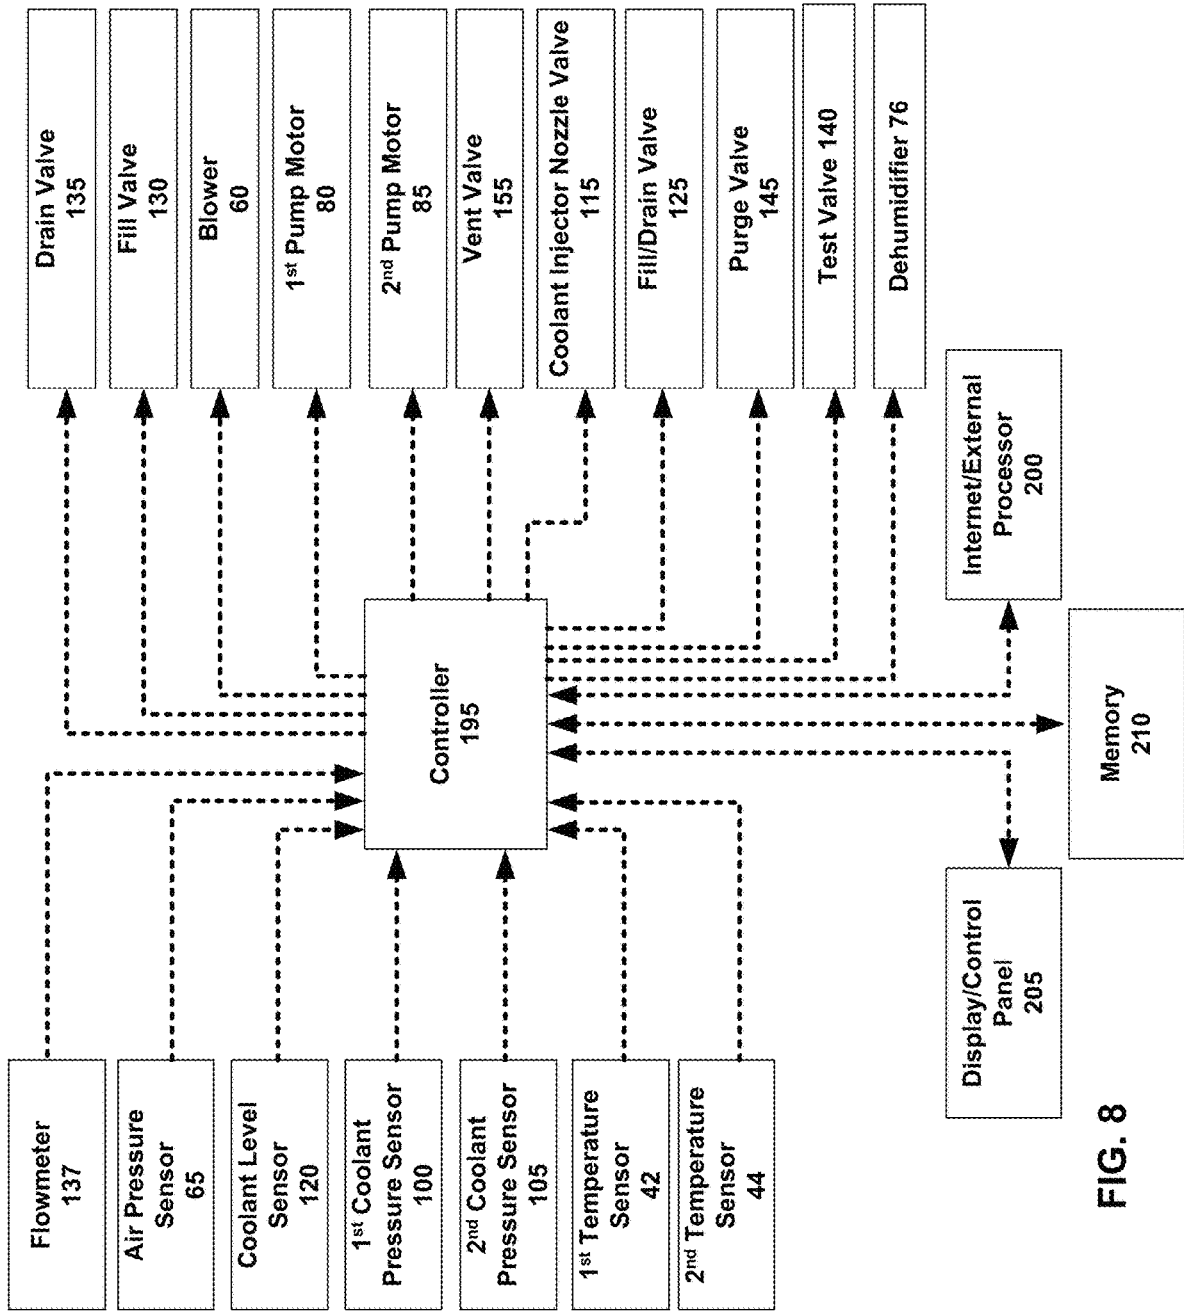 Flowmeter
137
Air Pressure
Sensor
65
Coolant Level
Sensor
120
1st Coolant
Pressure Sensor
100
2nd Coolant
Pressure Sensor
105
1st Temperature
Sensor
42
2nd Temperature
Sensor
44
Controller
195
Drain Valve
135
Fill Valve
130
Blower
60
1st Pump Motor
80
2nd Pump Motor
85
Vent Valve
155
Coolant Injector Nozzle Valve
115
Fill/Drain Valve
125
Purge Valve
145
Test Valve 140
Dehumidifier 76
Display/Control
Panel
205
Memory
210
Internet/External
Processor
200
FIG. 8